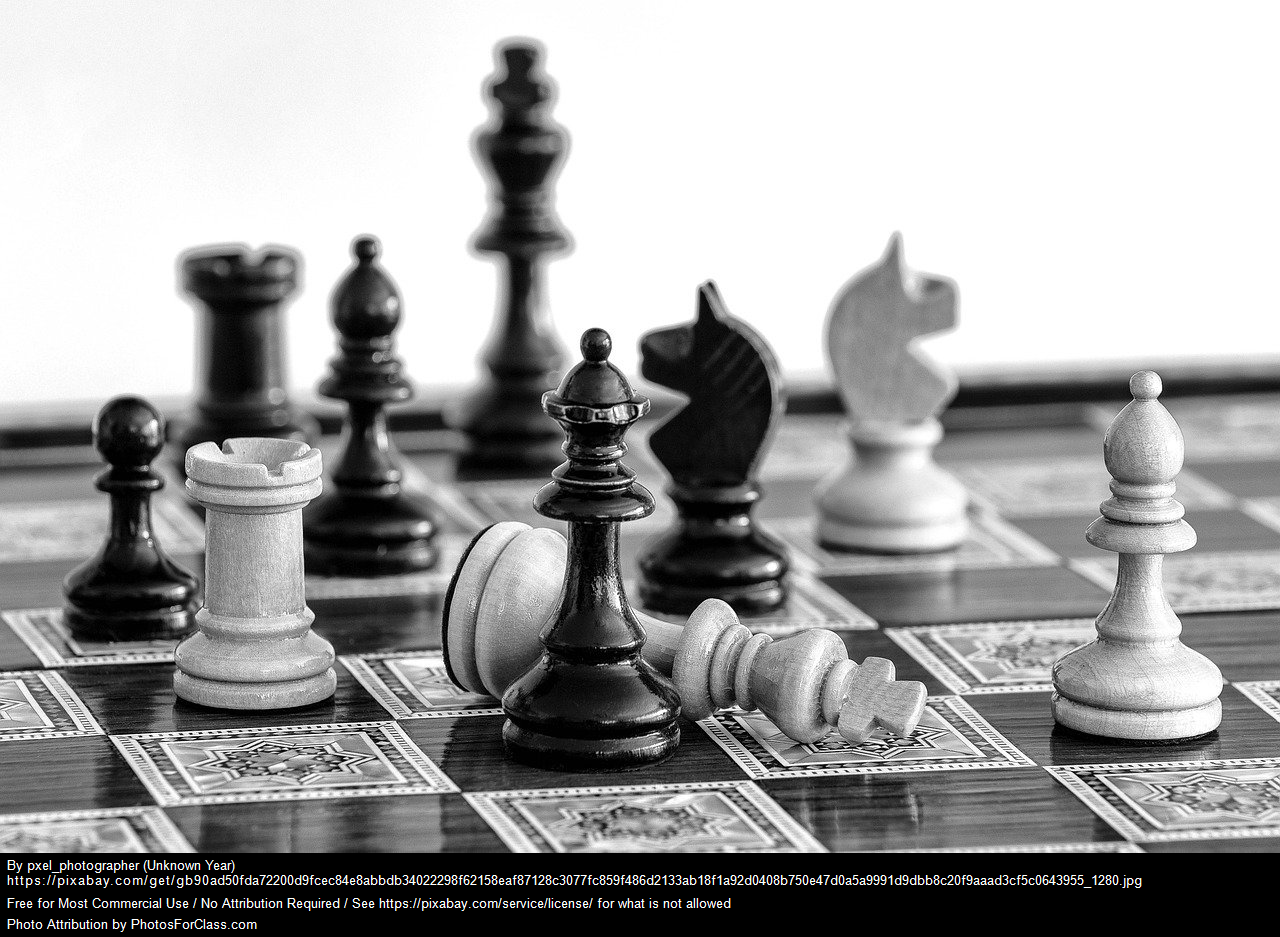 By pxel_photographer (Unknown Year)
https://pixabay.com/get/gb90ad50fda72200d9fcec84e8abbdb34022298f62158eaf87128c3077fc859f486d2133ab18f1a92d0408b750e47d0a5a9991d9dbb8c20f9aaad3cf5c0643955_1280.jpg
Free for Most Commercial Use / No Attribution Required / See https://pixabay.com/service/license/ for what is not allowed
Photo Attribution by PhotosForClass.com